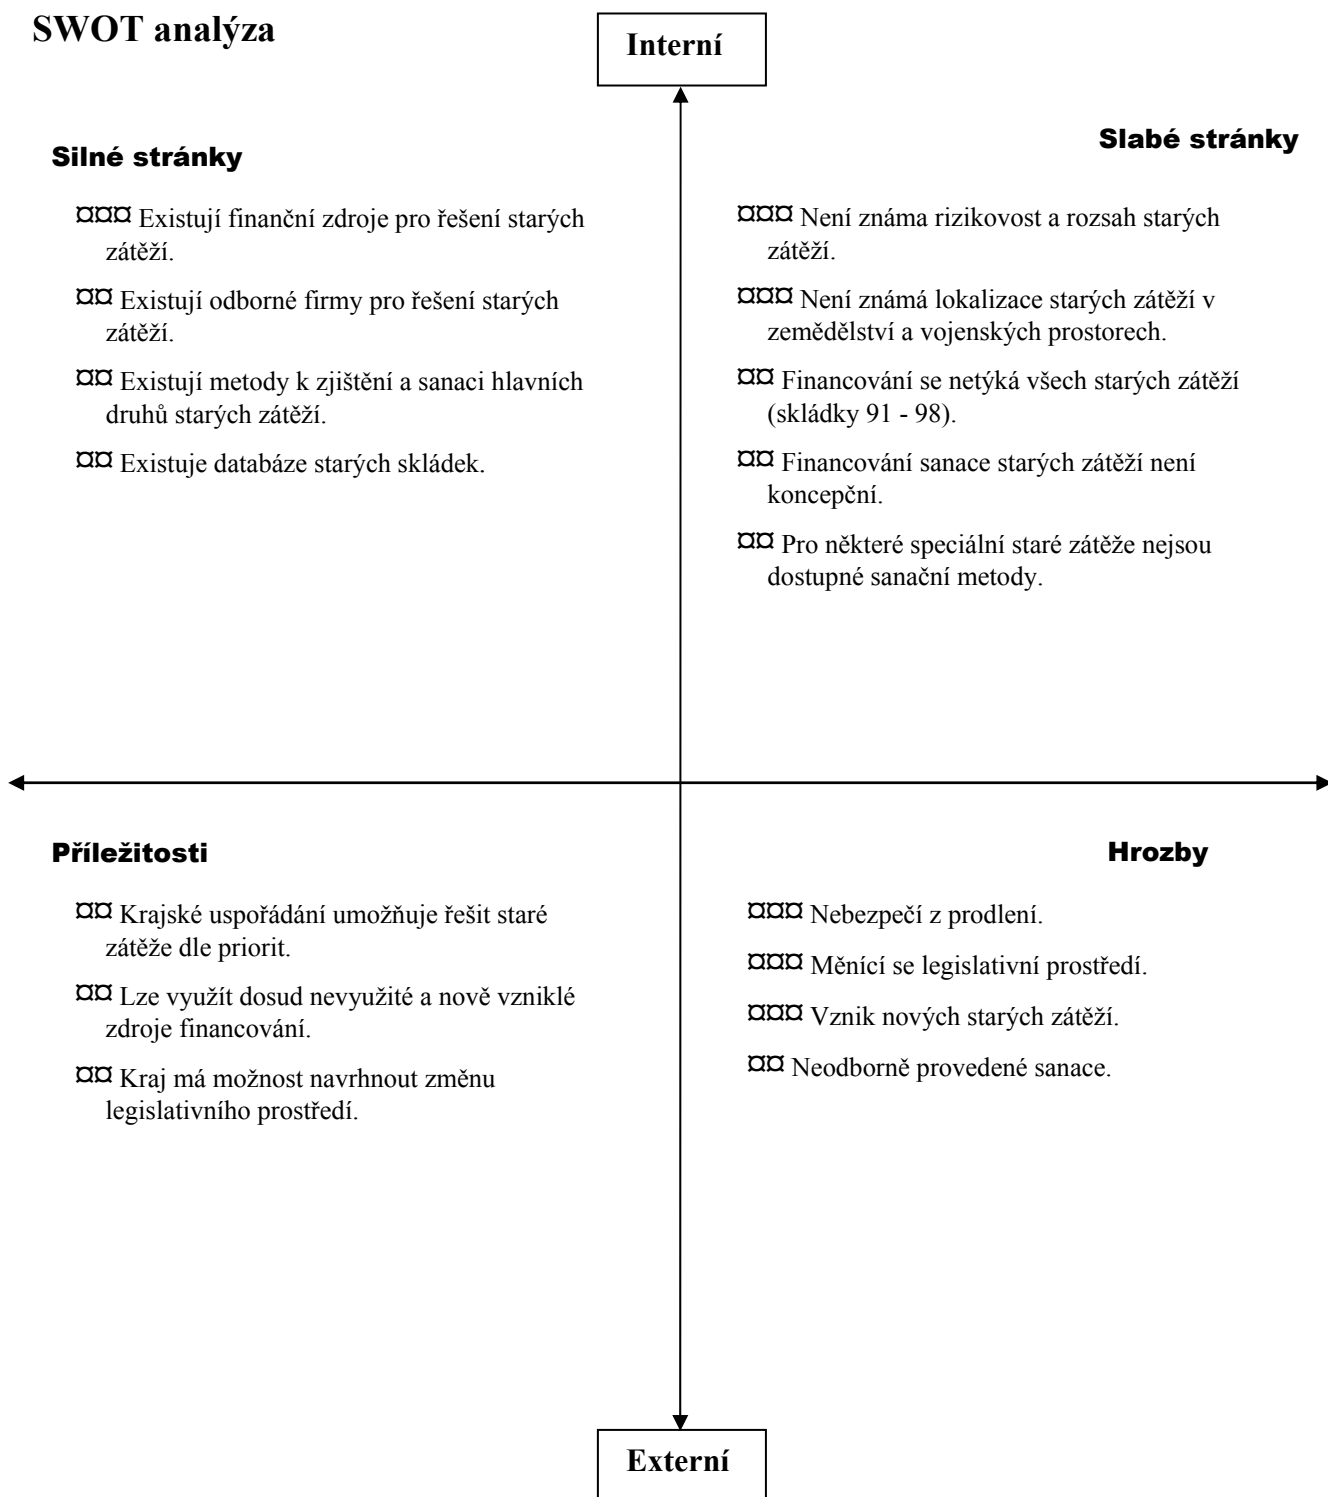 SWOT analýza
Interní
Silné stránky
¤¤¤ Existují finanční zdroje pro řešení starých
zátěží.
¤¤ Existují odborné firmy pro řešení starých
zátěží.
¤¤ Existují metody k zjištění a sanaci hlavních
druhů starých zátěží.
¤¤ Existuje databáze starých skládek.
Slabé stránky
¤¤¤ Není známa rizikovost a rozsah starých
zátěží.
¤¤¤ Není známá lokalizace starých zátěží v
zemědělství a vojenských prostorech.
¤¤ Financování se netýká všech starých zátěží
(skládky 91 - 98).
¤¤ Financování sanace starých zátěží není
koncepční.
¤¤ Pro některé speciální staré zátěže nejsou
dostupné sanační metody.
Příležitosti
¤¤ Krajské uspořádání umožňuje řešit staré
zátěže dle priorit.
¤¤ Lze využít dosud nevyužité a nově vzniklé
zdroje financování.
¤¤ Kraj má možnost navrhnout změnu
legislativního prostředí.
Hrozby
¤¤¤ Nebezpečí z prodlení.
¤¤¤ Měnící se legislativní prostředí.
¤¤¤ Vznik nových starých zátěží.
¤¤ Neodborně provedené sanace.
Externí